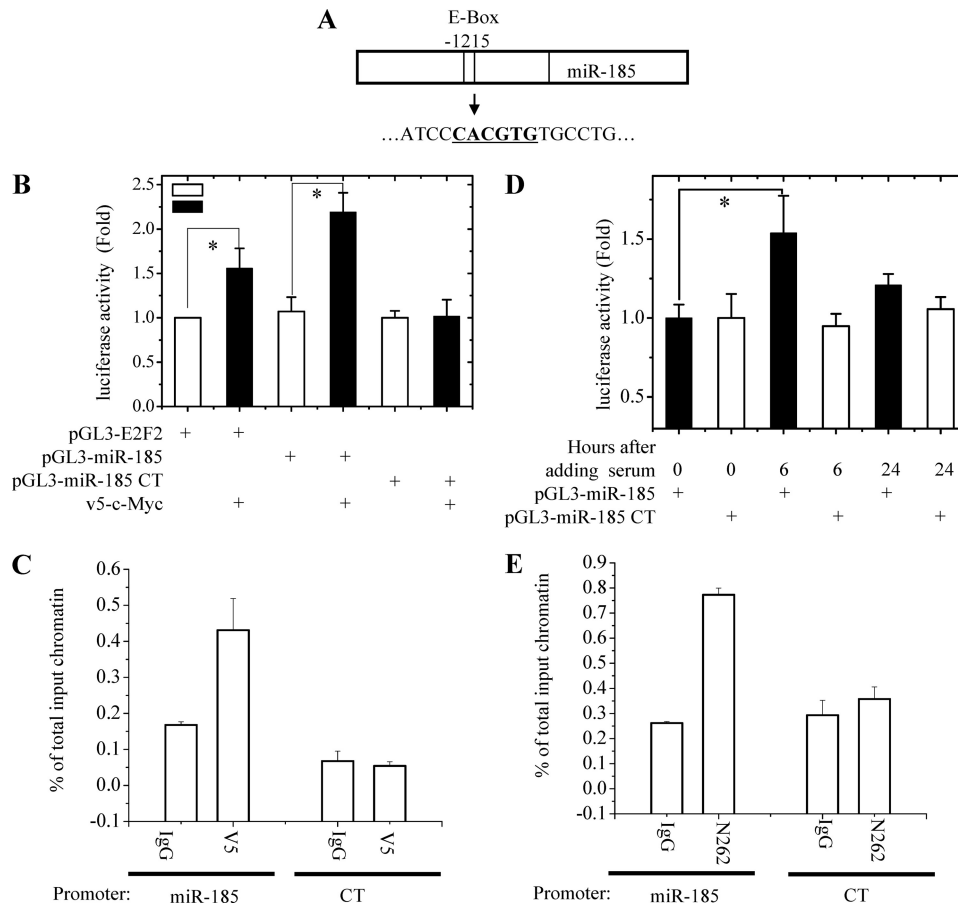 A
E-Box
-1215
miR-185
...ATCCCACGTGTGCCTG...
B
luciferase activity (Fold)
2.5
2.0
1.5
1.0
0.5
0.0
*
*
pGL3-E2F2 + +
pGL3-miR-185 + +
pGL3-miR-185 CT + +
v5-c-Myc + + +
D
luciferase activity (Fold)
1.5
1.0
0.5
*
Hours after
adding serum 0 0 6 6 24 24
pGL3-miR-185 + + +
pGL3-miR-185 CT + + +
C
% of total input chromatin
0.6
0.5
0.4
0.3
0.2
0.1
0.0
-0.1
IgG V5 IgG V5
Promoter: miR-185 CT
E
% of total input chromatin
0.9
0.8
0.7
0.6
0.5
0.4
0.3
0.2
0.1
0.0
-0.1
IgG N262 IgG N262
Promoter: miR-185 CT